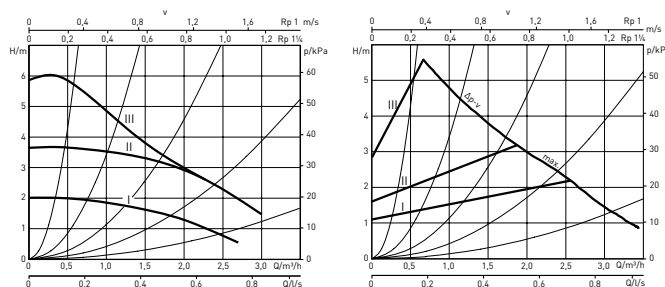 v
0 0,4 0,8 1,2 1,6 Rp 1 m/s
0 0,2 0,4 0,6 0,8 1,0 1,2 Rp 1¼
H/m p/kPa
6
5
4
3
2
1
0
60
50
40
30
20
10
0
III
II
I
0 0,5 1,0 1,5 2,0 2,5 3,0 Q/m³/h
0 0,2 0,4 0,6 0,8 Q/l/s
v
0 0,4 0,8 1,2 1,6 Rp 1
m/s
0 0,2 0,4 0,6 0,8 1,0 1,2 Rp 1¼
H/m p/kP
5
4
3
2
1
0
50
40
30
20
10
0
III
II
I
Δp-v
max.
0 0,5 1,0 1,5 2,0 2,5 3,0 Q/m³/h
0 0,2 0,4 0,6 0,8 Q/l/s